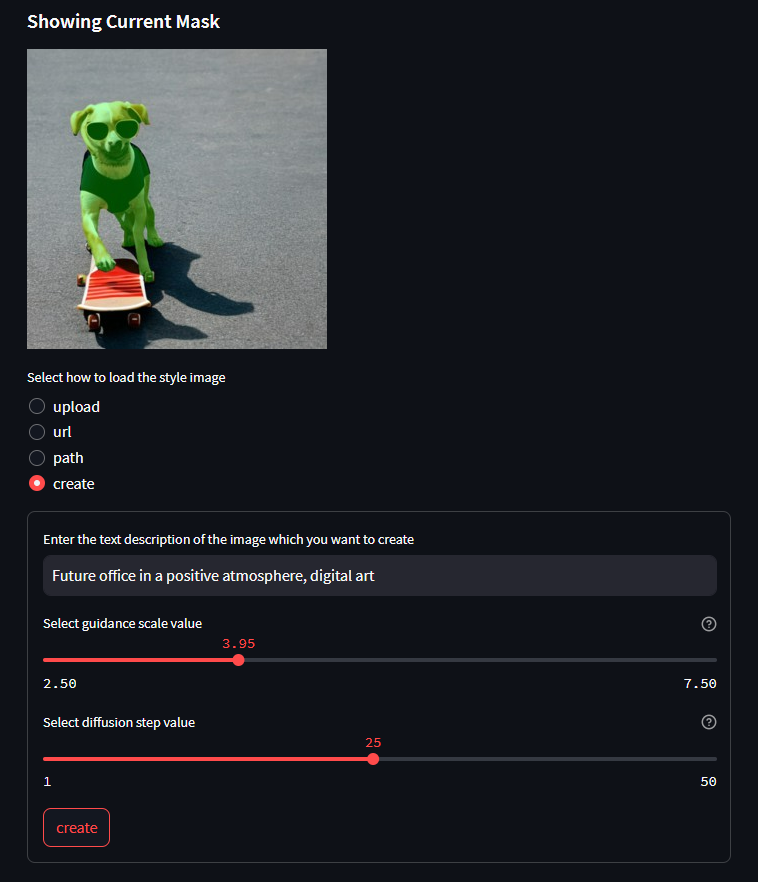 Showing Current Mask
Select how to load the style image
upload
url
path
create
Enter the text description of the image which you want to create
Future office in a positive atmosphere, digital art
Select guidance scale value
3.95
2.50 7.50
Select diffusion step value
25
1 50
create